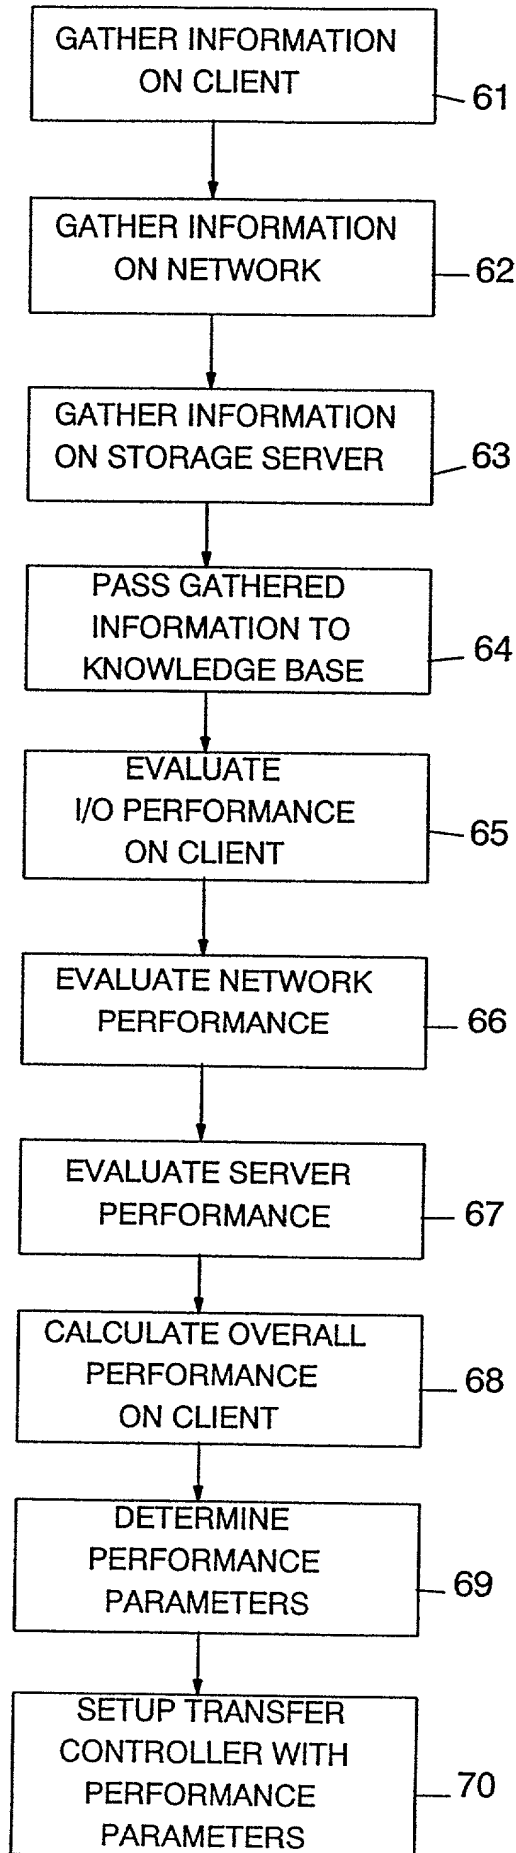 GATHER INFORMATION
ON CLIENT
61
GATHER INFORMATION
ON NETWORK
62
GATHER INFORMATION
ON STORAGE SERVER
63
PASS GATHERED
INFORMATION TO
KNOWLEDGE BASE
64
EVALUATE
I/O PERFORMANCE
ON CLIENT
65
EVALUATE NETWORK
PERFORMANCE
66
EVALUATE SERVER
PERFORMANCE
67
CALCULATE OVERALL
PERFORMANCE
ON CLIENT
68
DETERMINE
PERFORMANCE
PARAMETERS
69
SETUP TRANSFER
CONTROLLER WITH
PERFORMANCE
PARAMETERS
70